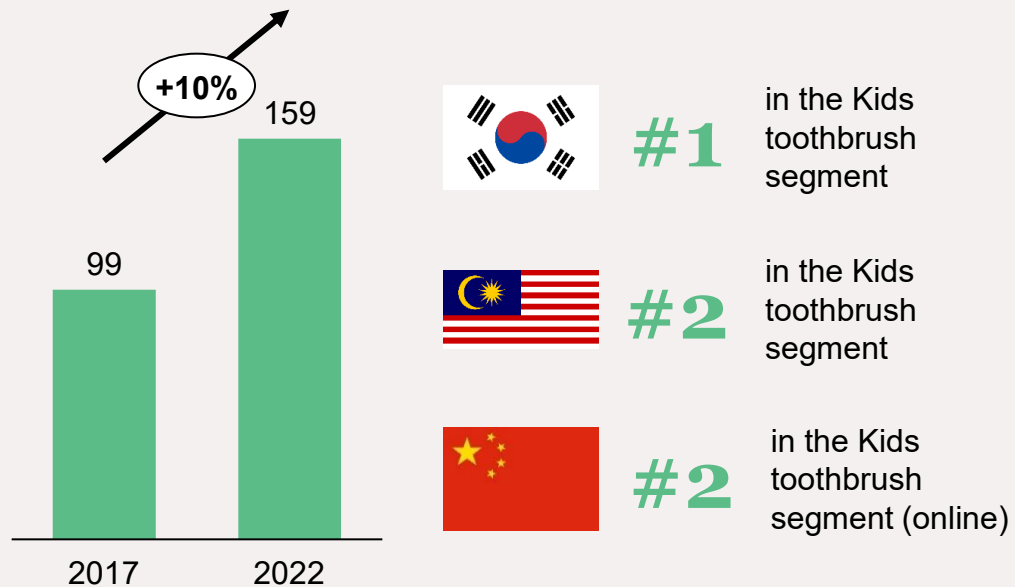 +10%
159
99
2017
2022
#1
in the Kids
toothbrush
segment
#2
in the Kids
toothbrush
segment
#2
in the Kids
toothbrush
segment (online)